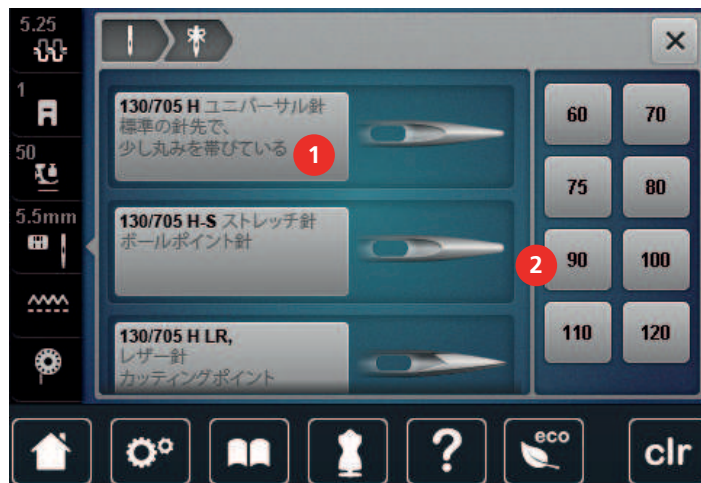 5.25
1
50
5.5mm
130/705 H ユニバーサル針
標準の針先で、
少し丸みを帯びている
1
130/705 H-S ストレッチ針
ボールポイント針
130/705 H LR,
レザー針
カッティングポイント
60 70
75 80
2
90 100
110 120
?
eco
clr